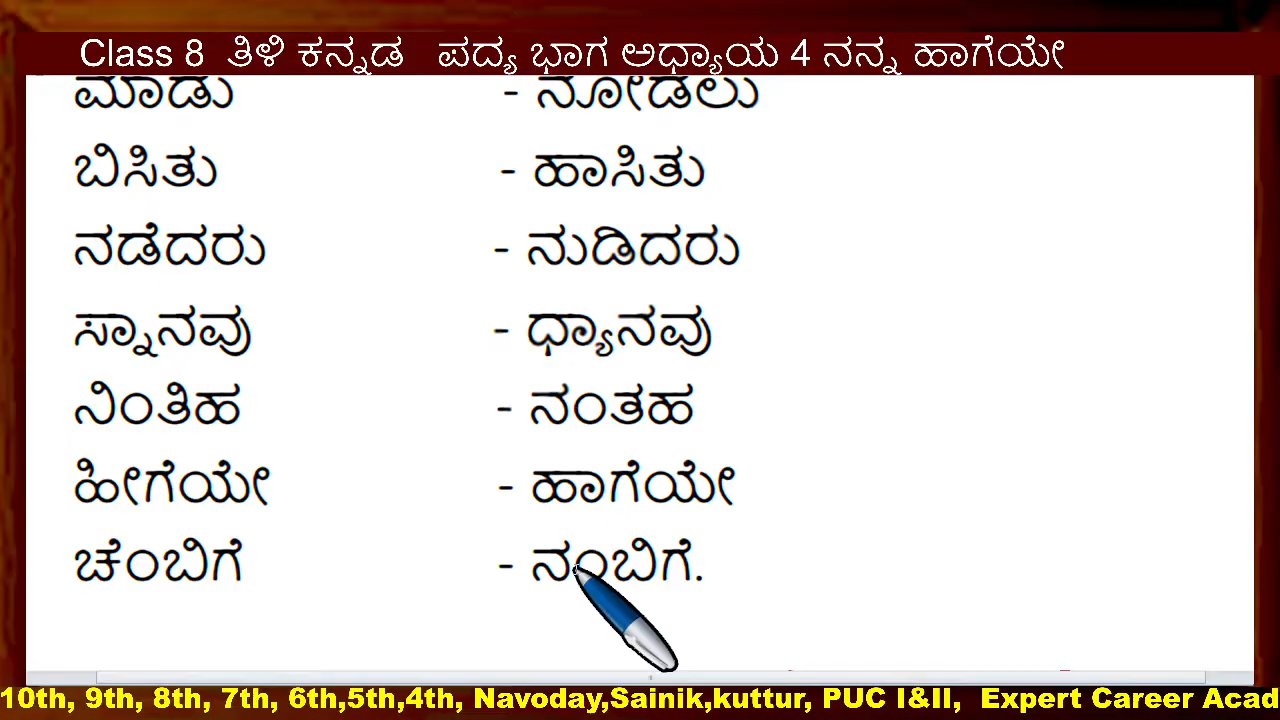 Class 8 ತಿಳಿ ಕನ್ನಡ ಪದ್ಯ ಭಾಗ ಅಧ್ಯಾಯ 4 ನನ್ನ ಹಾಗೆಯೇ
ಮಾಡು - ನೋಡಲು
ಬಿಸಿತು - ಹಾಸಿತು
ನಡೆದರು - ನುಡಿದರು
ಸ್ನಾನವು - ಧ್ಯಾನವು
ನಿಂತಿಹ - ನಂತಹ
ಹೀಗೆಯೇ - ಹಾಗೆಯೇ
ಚೆಂಬಿಗೆ - ನಂಬಿಗೆ.
10th, 9th, 8th, 7th, 6th,5th,4th, Navoday,Sainik,kuttur, PUC I&II, Expert Career Acad